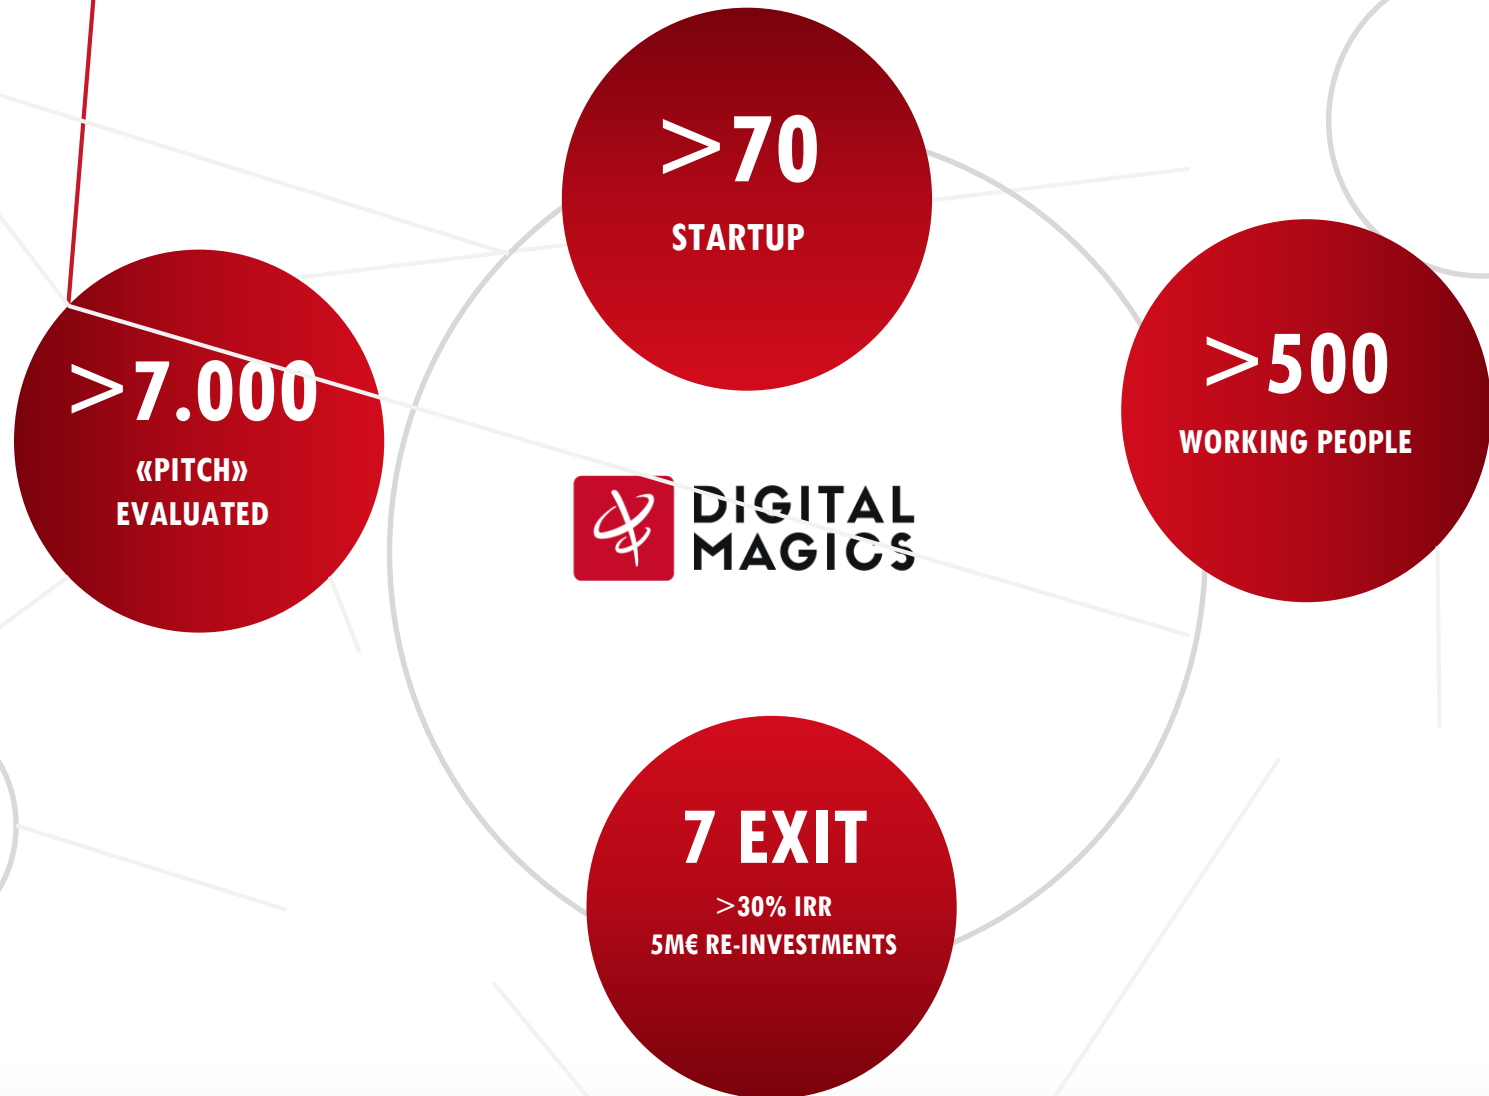 >70
STARTUP
>7.000
«PITCH»
EVALUATED
>500
WORKING PEOPLE
DIGITAL
MAGICS
7 EXIT
>30% IRR
5M€ RE-INVESTMENTS